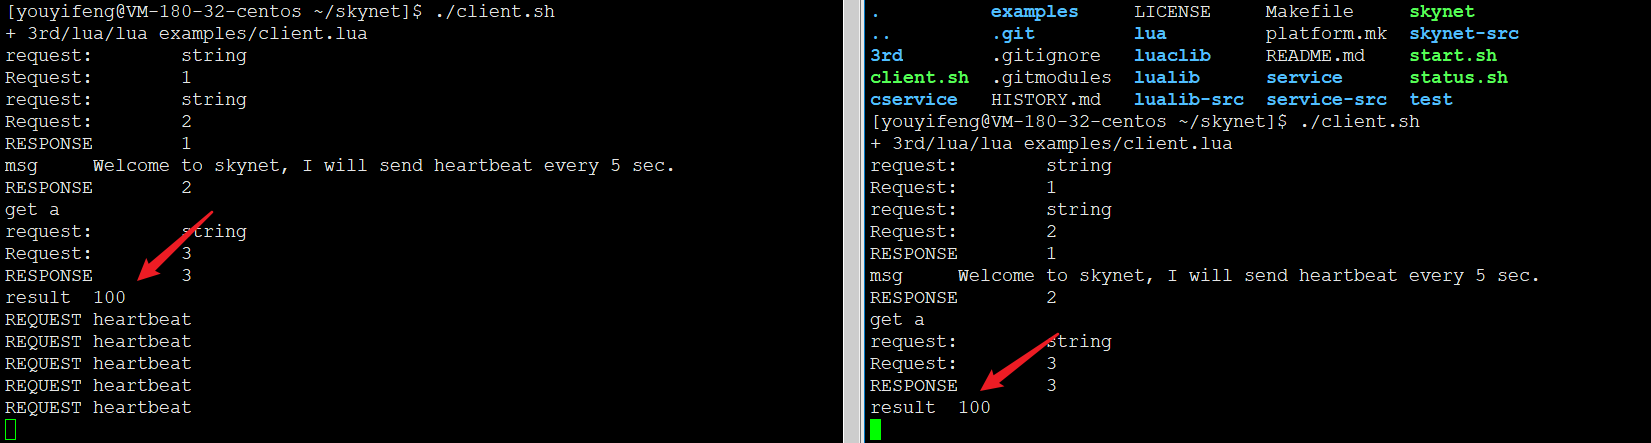 [youyifeng@VM-180-32-centos ~/skynet]$ ./client.sh
+ 3rd/lua/lua examples/client.lua
request: string
Request: 1
request: string
Request: 2
RESPONSE 1
msg Welcome to skynet, I will send heartbeat every 5 sec.
RESPONSE 2
get a
request: string
Request: 3
RESPONSE 3
result 100
REQUEST heartbeat
REQUEST heartbeat
REQUEST heartbeat
REQUEST heartbeat
REQUEST heartbeat
. examples LICENSE Makefile skynet
.. .git lua platform.mk skynet-src
3rd .gitignore luaclib README.md start.sh
client.sh .gitmodules lualib service status.sh
cservice HISTORY.md lualib-src service-src test
[youyifeng@VM-180-32-centos ~/skynet]$ ./client.sh
+ 3rd/lua/lua examples/client.lua
request: string
Request: 1
request: string
Request: 2
RESPONSE 1
msg Welcome to skynet, I will send heartbeat every 5 sec.
RESPONSE 2
get a
request: string
Request: 3
RESPONSE 3
result 100